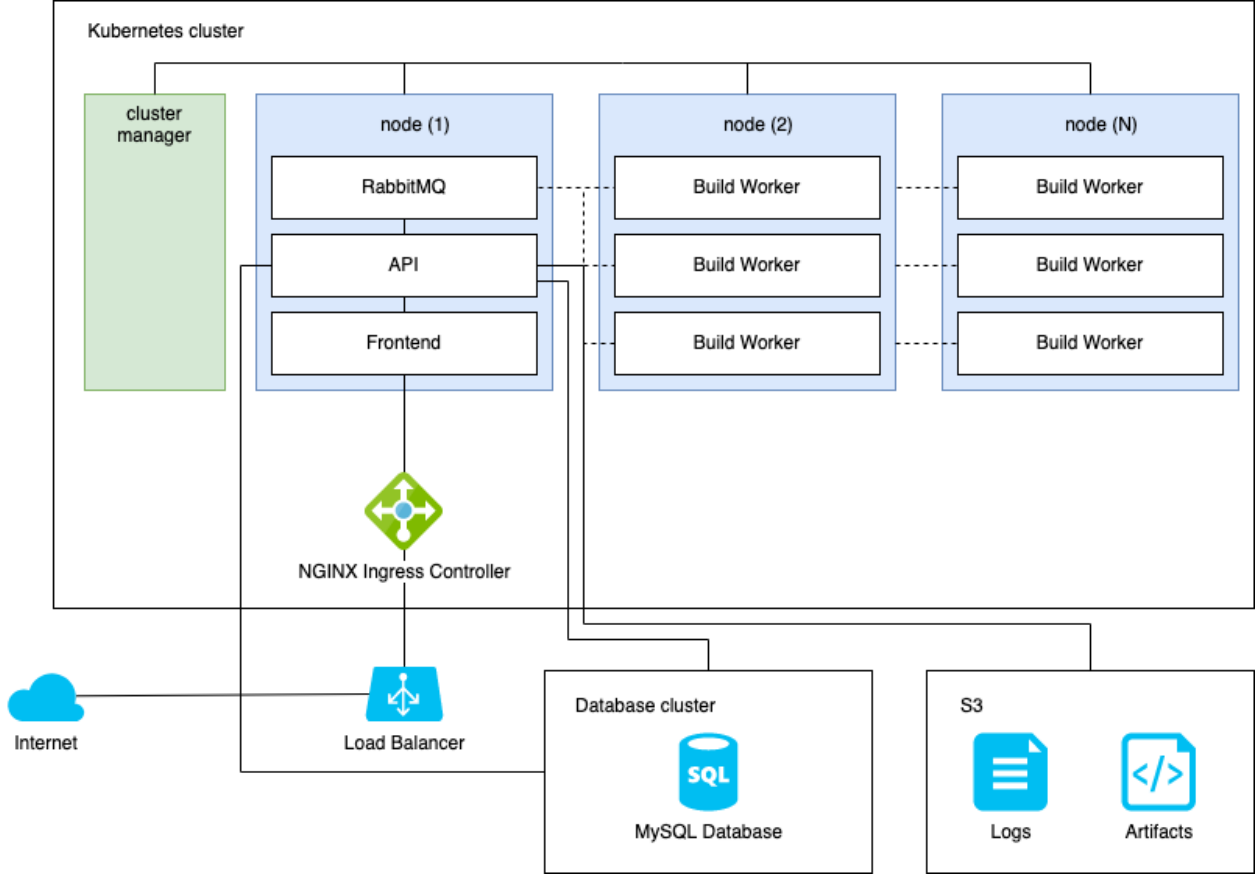 Kubernetes cluster
cluster
manager
node (1)
node (2)
node (N)
RabbitMQ
Build Worker
Build Worker
API
Build Worker
Build Worker
Frontend
Build Worker
Build Worker
NGINX Ingress Controller
Internet
Load Balancer
Database cluster
SQL
MySQL Database
S3
</>
Logs
Artifacts